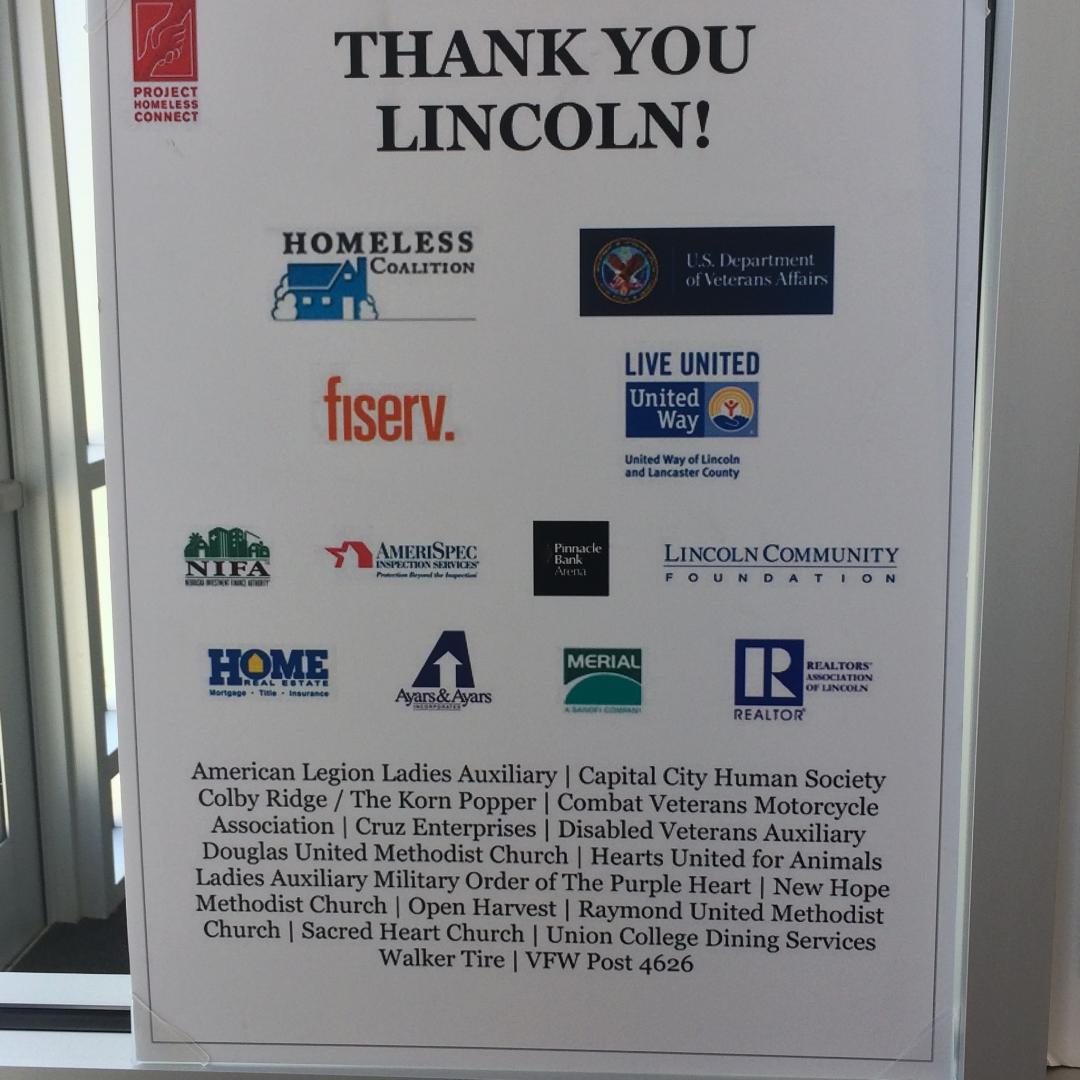 PROJECT
HOMELESS
CONNECT
THANK YOU
LINCOLN!
HOMELESS
COALITION
U.S. Department
of Veterans Affairs
fiserv.
LIVE UNITED
United
Way
United Way of Lincoln
and Lancaster County
NIFA
NEBRASKA INVESTMENT FINANCE AUTHORITY
AMERISPEC
INSPECTION SERVICES
Protection Beyond the Inspection
Pinnacle
Bank
Arena
LINCOLN COMMUNITY
FOUNDATION
HOME
REAL ESTATE
Mortgage • Title • Insurance
Ayars & Ayars
INCORPORATED
MERIAL
A SANOFI COMPANY
R
REALTOR®
REALTORS®
ASSOCIATION
OF LINCOLN
American Legion Ladies Auxiliary | Capital City Human Society
Colby Ridge / The Korn Popper | Combat Veterans Motorcycle
Association | Cruz Enterprises | Disabled Veterans Auxiliary
Douglas United Methodist Church | Hearts United for Animals
Ladies Auxiliary Military Order of The Purple Heart | New Hope
Methodist Church | Open Harvest | Raymond United Methodist
Church | Sacred Heart Church | Union College Dining Services
Walker Tire | VFW Post 4626